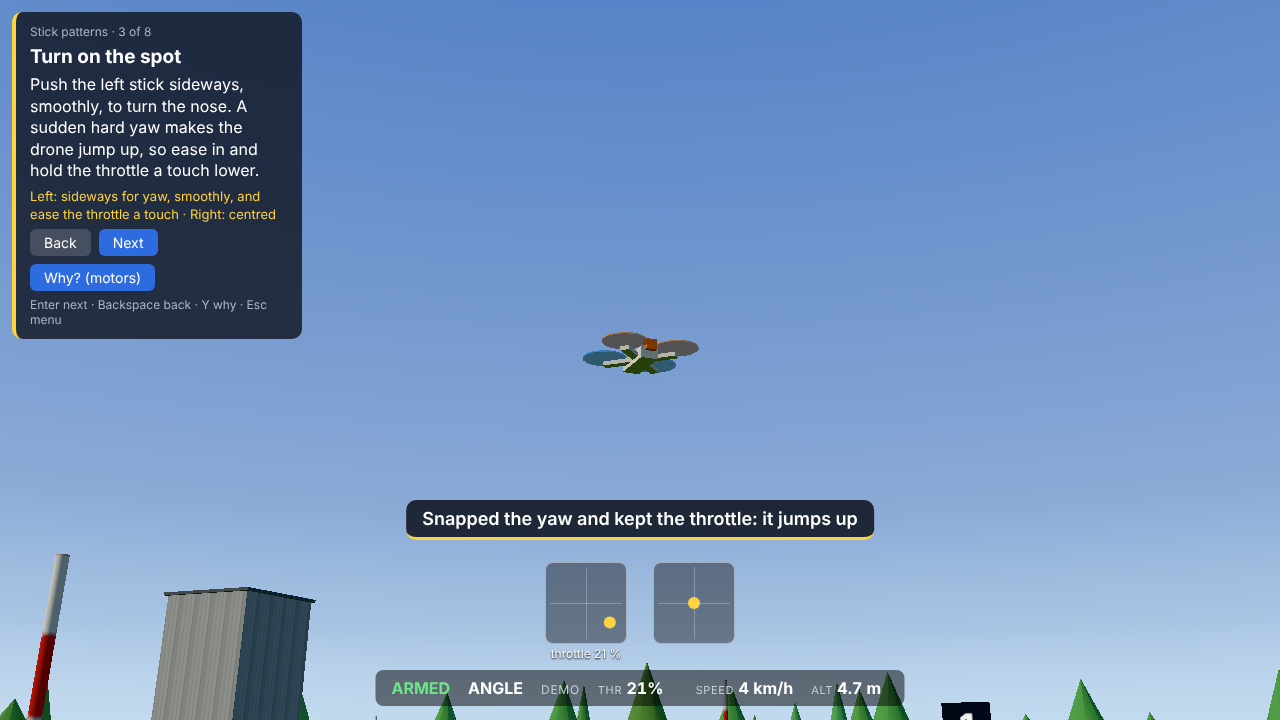 Stick patterns · 3 of 8
Turn on the spot
Push the left stick sideways,
smoothly, to turn the nose. A
sudden hard yaw makes the
drone jump up, so ease in and
hold the throttle a touch lower.
Left: sideways for yaw, smoothly, and
ease the throttle a touch · Right: centred
Back Next
Why? (motors)
Enter next · Backspace back · Y why · Esc
menu
Snapped the yaw and kept the throttle: it jumps up
throttle 21 %
ARMED ANGLE DEMO THR 21% SPEED 4 km/h ALT 4.7 m
1